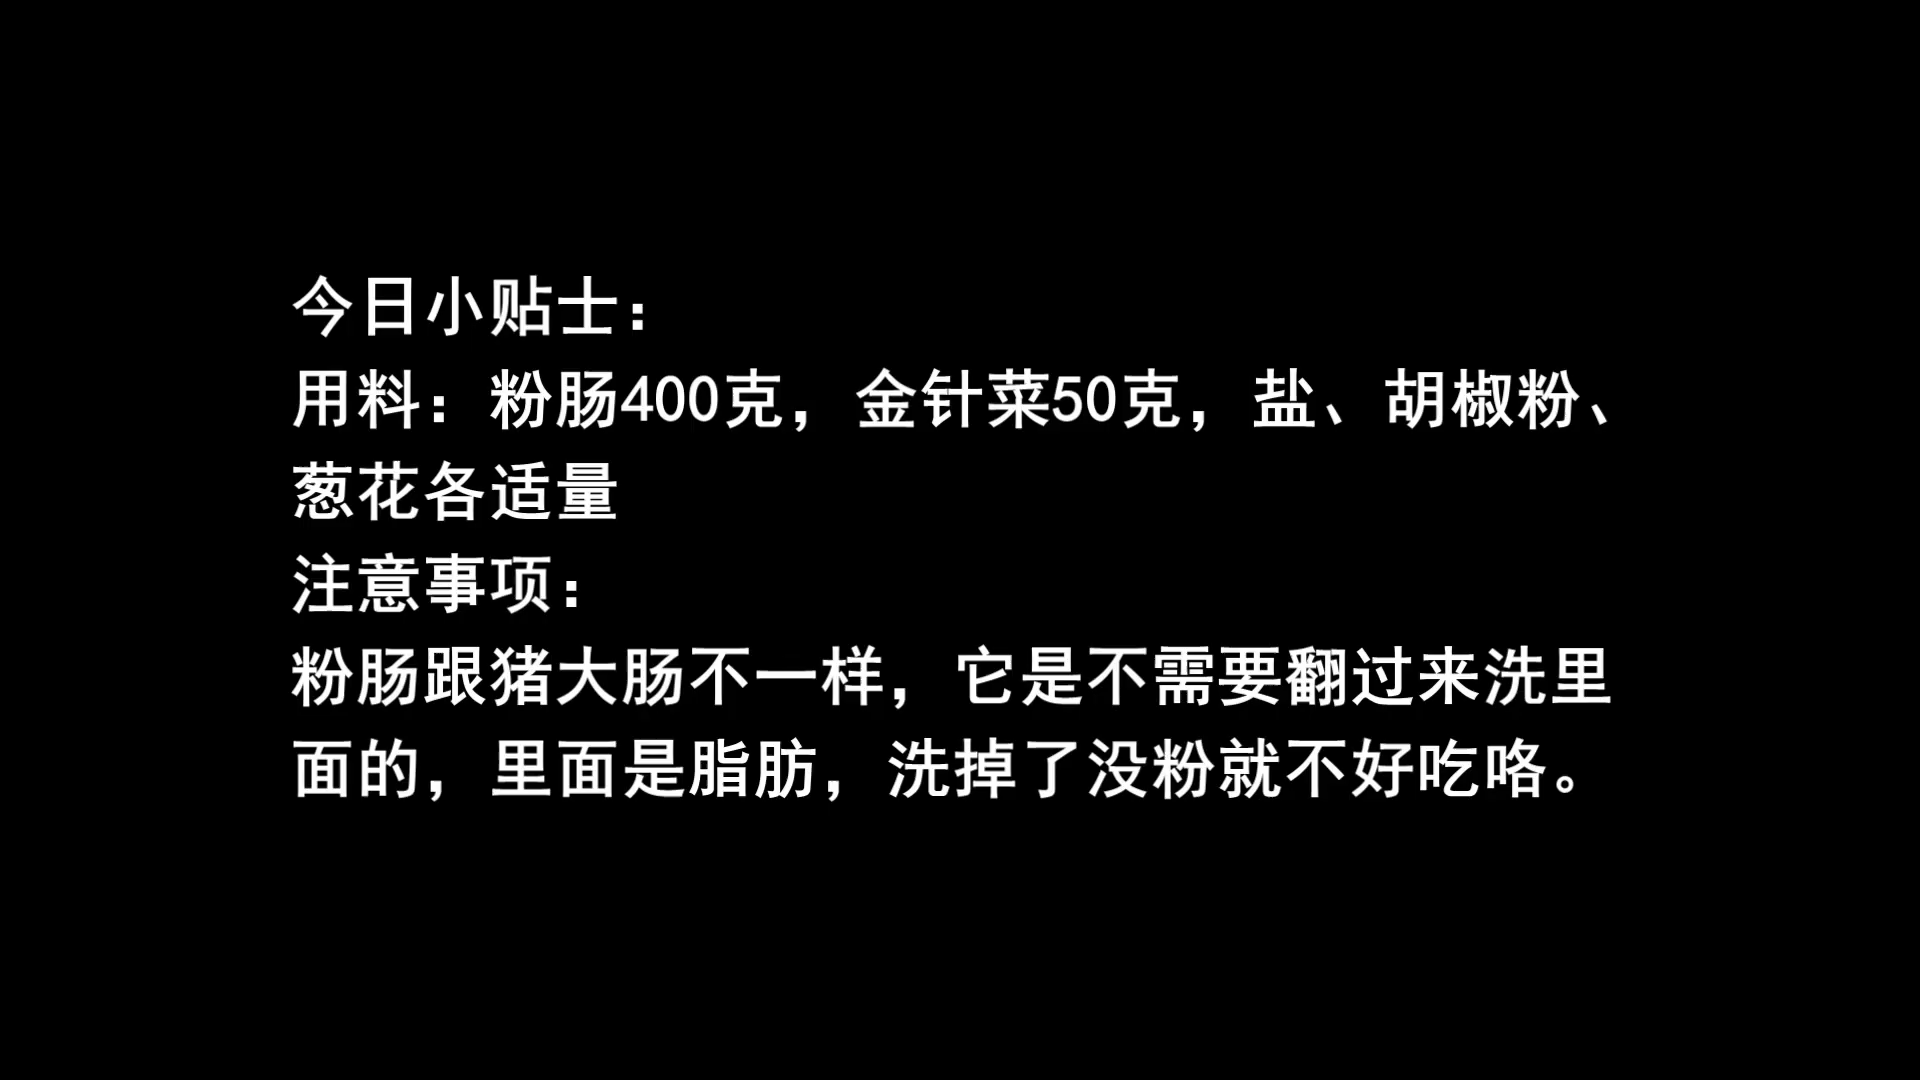 今日小贴士：
用料：粉肠400克，金针菜50克，盐、胡椒粉、
葱花各适量
注意事项：
粉肠跟猪大肠不一样，它是不需要翻过来洗里
面的，里面是脂肪，洗掉了没粉就不好吃咯。